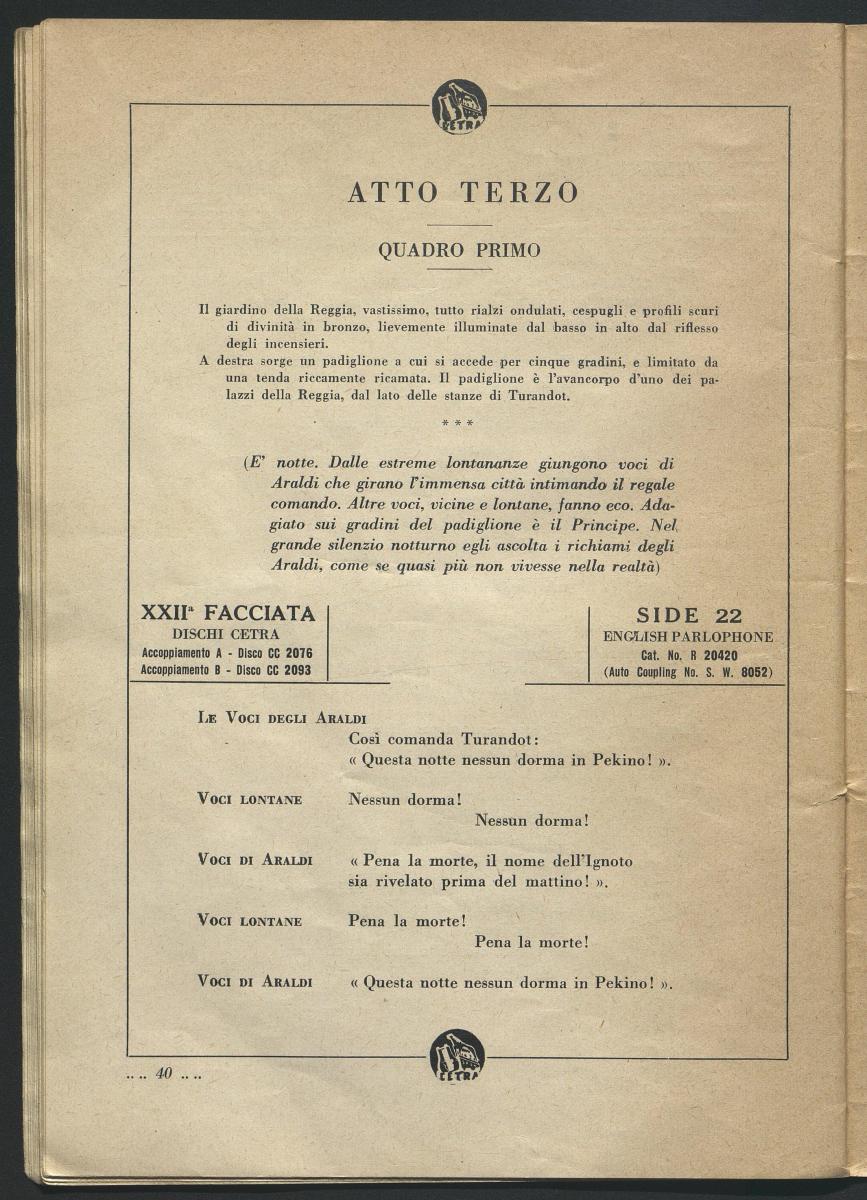 CETRA
ATTO TERZO
QUADRO PRIMO
Il giardino della Reggia, vastissimo, tutto rialzi ondulati, cespugli e profili scuri
di divinità in bronzo, lievemente illuminate dal basso in alto dal riflesso
degli incensieri.
A destra sorge un padiglione a cui si accede per cinque gradini, e limitato da
una tenda riccamente ricamata. Il padiglione è l'avancorpo d'uno dei pa-
lazzi della Reggia, dal lato delle stanze di Turandot.
* * *
(E' notte. Dalle estreme lontananze giungono voci di
Araldi che girano l'immensa città intimando il regale
comando. Altre voci, vicine e lontane, fanno eco. Ada-
giato sui gradini del padiglione è il Principe. Nel
grande silenzio notturno egli ascolta i richiami degli
Araldi, come se quasi più non vivesse nella realtà)
XXIIª FACCIATA
DISCHI CETRA
Accoppiamento A - Disco CC 2076
Accoppiamento B - Disco CC 2093
SIDE 22
ENGLISH PARLOPHONE
Cat. No. R 20420
(Auto Coupling No. S. W. 8052)
LE VOCI DEGLI ARALDI
Così comanda Turandot:
« Questa notte nessun dorma in Pekino! ».
VOCI LONTANE Nessun dorma!
Nessun dorma!
VOCI DI ARALDI « Pena la morte, il nome dell'Ignoto
sia rivelato prima del mattino! ».
VOCI LONTANE Pena la morte!
Pena la morte!
VOCI DI ARALDI « Questa notte nessun dorma in Pekino! ».
CETRA
.. .. 40 .. ..